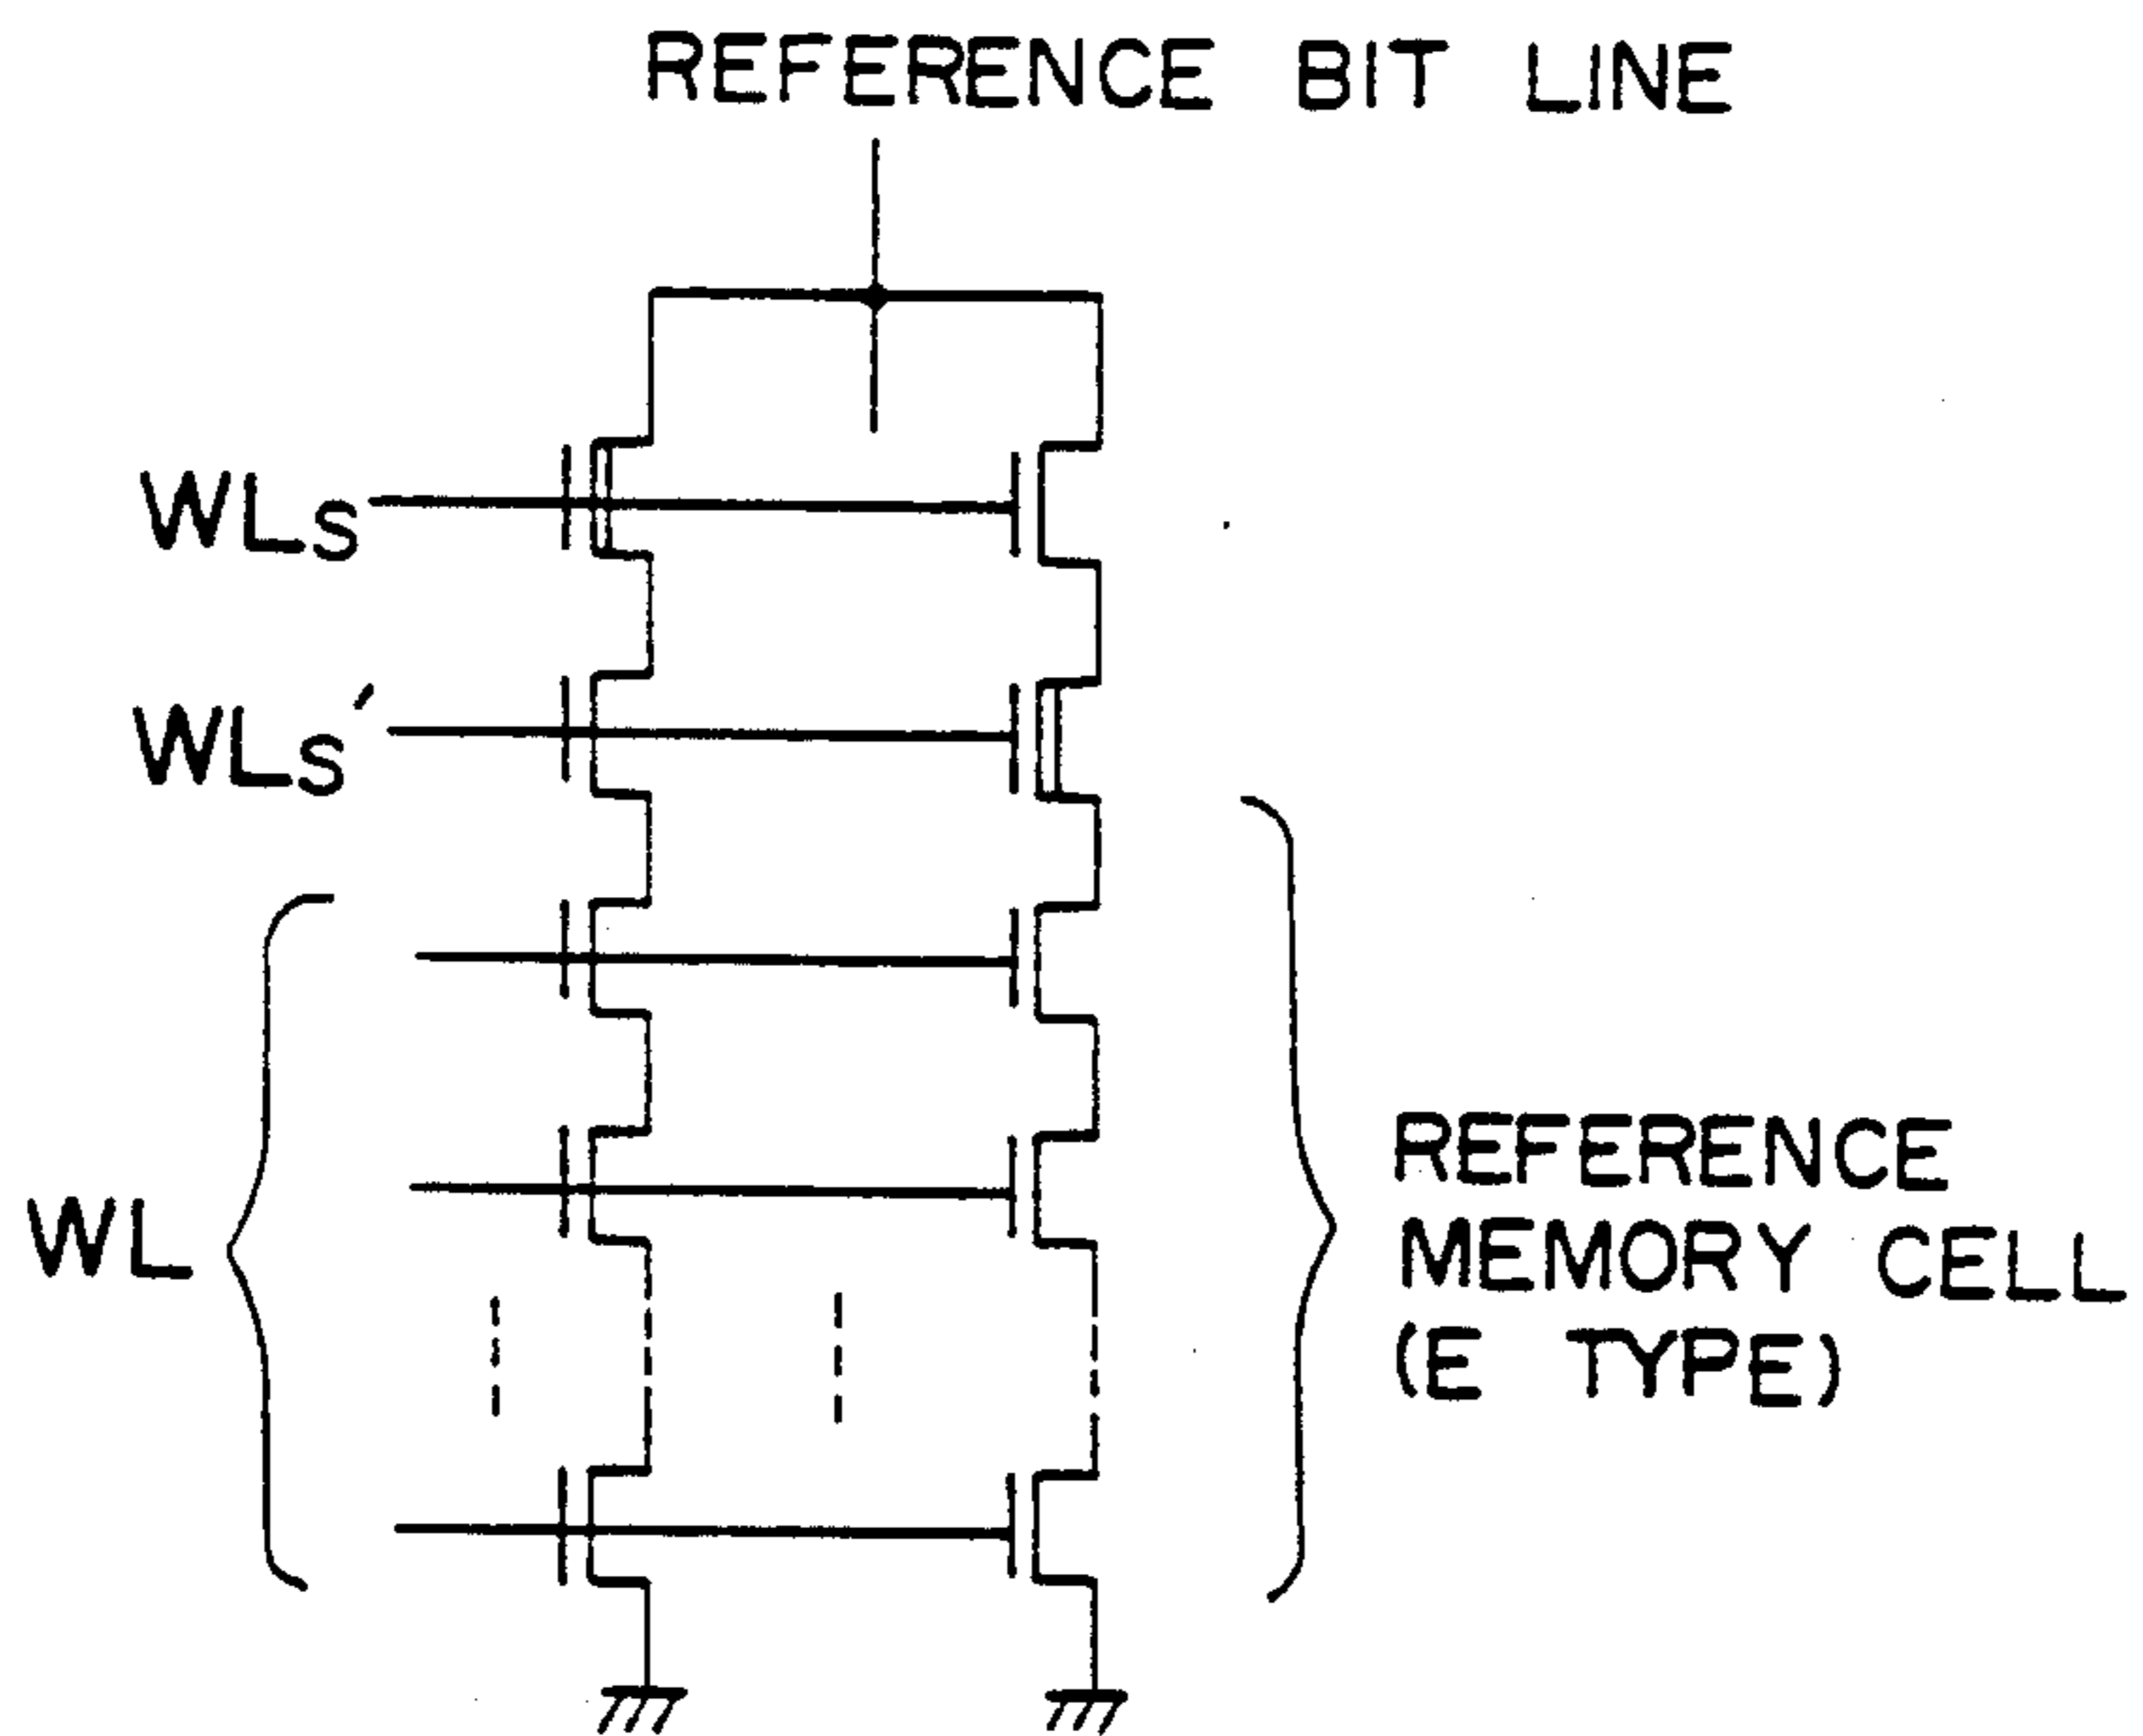 REFERENCE BIT LINE
WLS
WLS′
WL
REFERENCE
MEMORY CELL
(E TYPE)